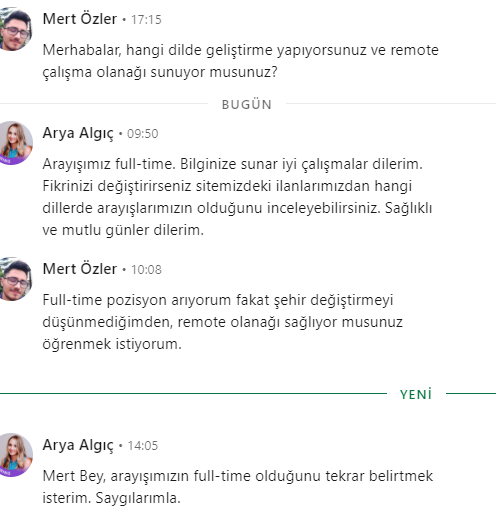 Mert Özler • 17:15
Merhabalar, hangi dilde geliştirme yapıyorsunuz ve remote
çalışma olanağı sunuyor musunuz?
BUGÜN
Arya Algıç • 09:50
Arayışımız full-time. Bilginize sunar iyi çalışmalar dilerim.
Fikrinizi değiştirirseniz sitemizdeki ilanlarımızdan hangi
dillerde arayışlarımızın olduğunu inceleyebilirsiniz. Sağlıklı
ve mutlu günler dilerim.
Mert Özler • 10:08
Full-time pozisyon arıyorum fakat şehir değiştirmeyi
düşünmediğimden, remote olanağı sağlıyor musunuz
öğrenmek istiyorum.
YENİ
Arya Algıç • 14:05
Mert Bey, arayışımızın full-time olduğunu tekrar belirtmek
isterim. Saygılarımla.